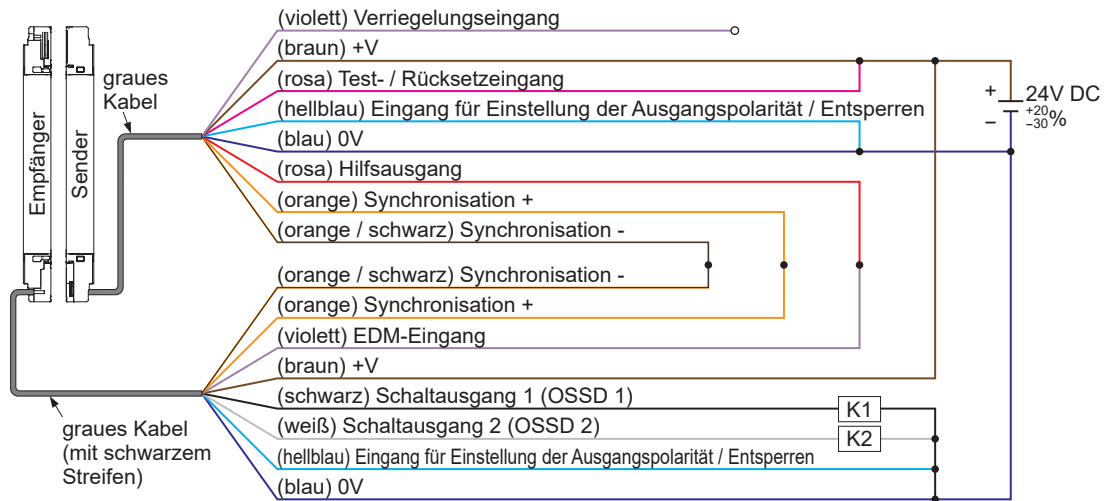 (violett) Verriegelungseingang
(braun) +V
(rosa) Test- / Rücksetzeingang
(hellblau) Eingang für Einstellung der Ausgangspolarität / Entsperren
(blau) 0V
(rosa) Hilfsausgang
(orange) Synchronisation +
(orange / schwarz) Synchronisation -
graues
Kabel
Empfänger
Sender
+
−
24V DC
+20
−30 %
(orange / schwarz) Synchronisation -
(orange) Synchronisation +
(violett) EDM-Eingang
(braun) +V
(schwarz) Schaltausgang 1 (OSSD 1)
K1
(weiß) Schaltausgang 2 (OSSD 2)
K2
(hellblau) Eingang für Einstellung der Ausgangspolarität / Entsperren
(blau) 0V
graues Kabel
(mit schwarzem
Streifen)